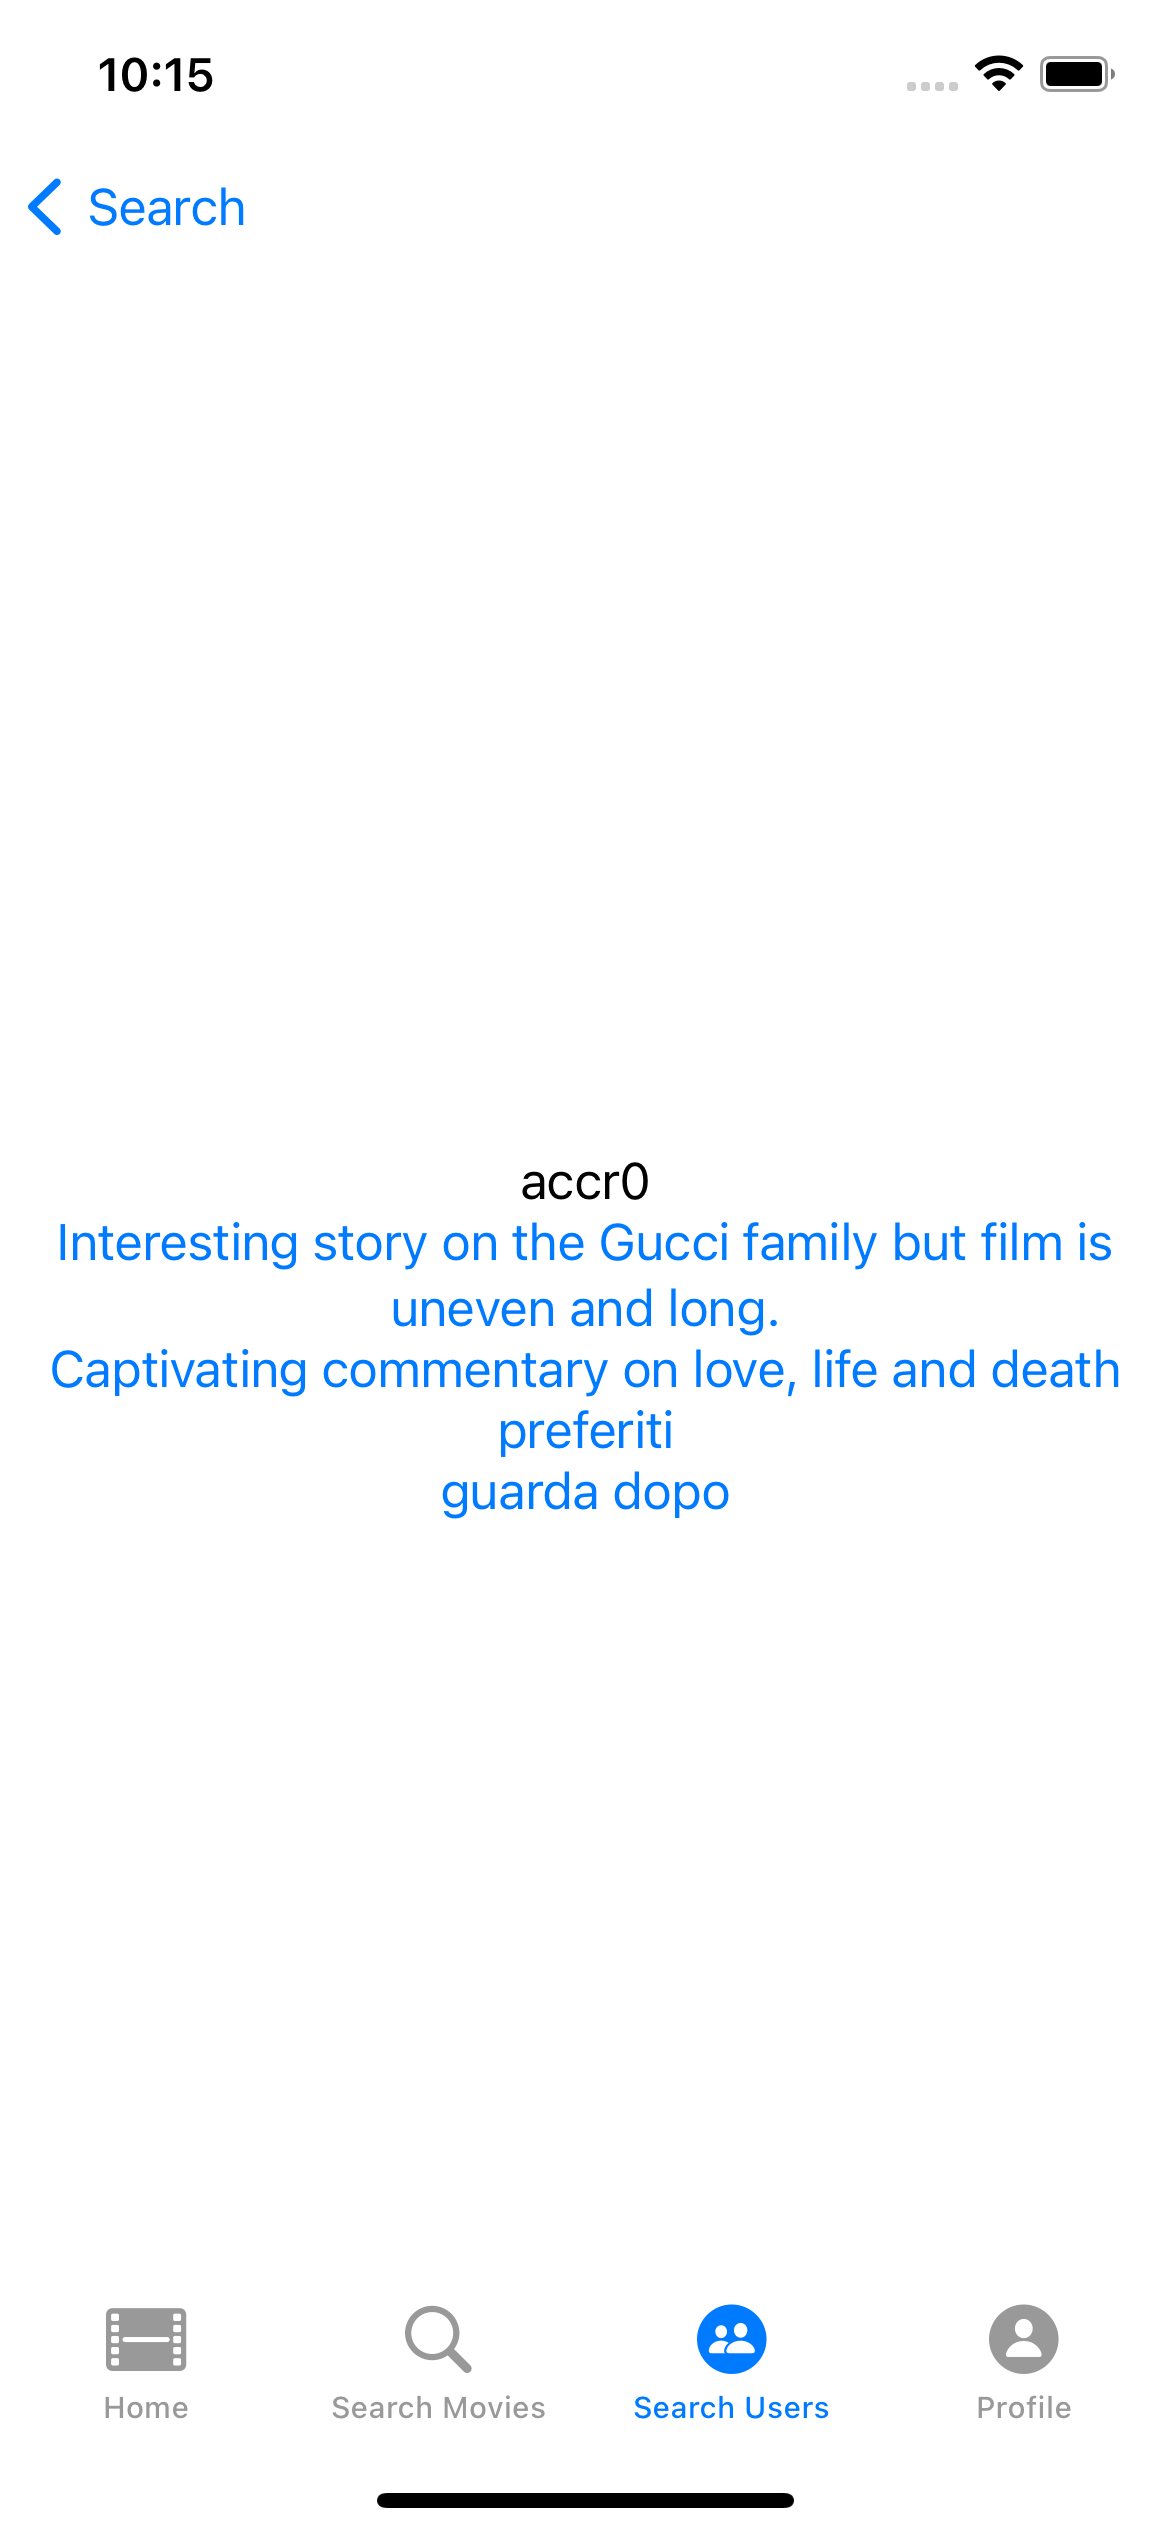 10:15
Search
accr0
Interesting story on the Gucci family but film is
uneven and long.
Captivating commentary on love, life and death
preferiti
guarda dopo
Home
Search Movies
Search Users
Profile